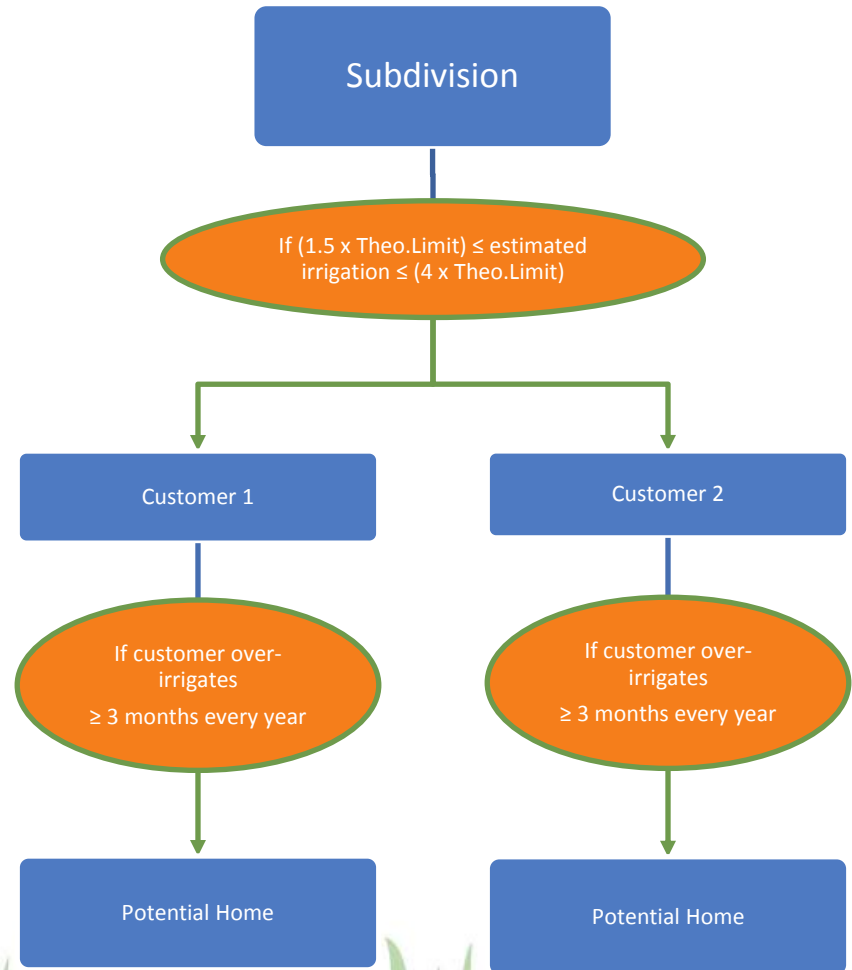 Subdivision
If (1.5 x Theo.Limit) ≤ estimated
irrigation ≤ (4 x Theo.Limit)
Customer 1
Customer 2
If customer over-
irrigates
≥ 3 months every year
If customer over-
irrigates
≥ 3 months every year
Potential Home
Potential Home